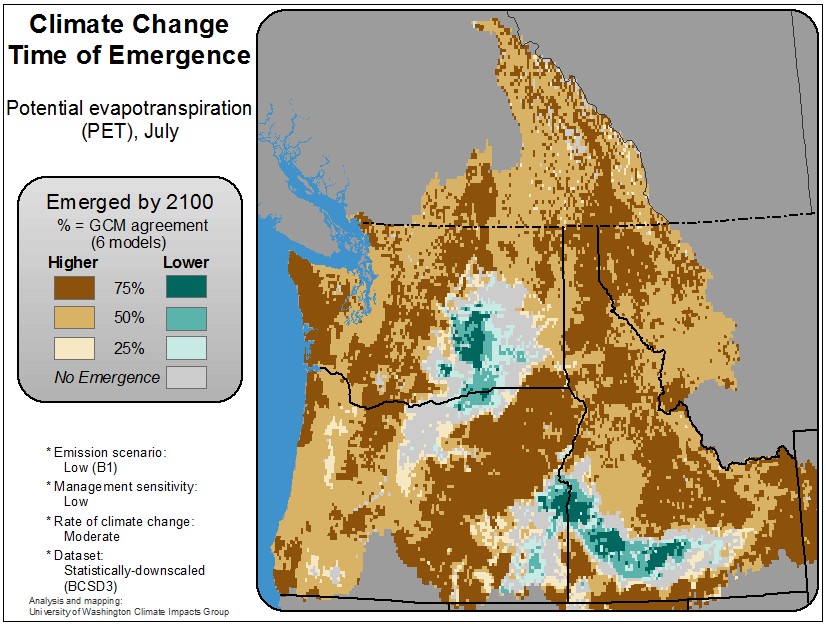 Climate Change
Time of Emergence
Potential evapotranspiration
(PET), July
Emerged by 2100
% = GCM agreement
(6 models)
Higher Lower
75%
50%
25%
No Emergence
* Emission scenario:
Low (B1)
* Management sensitivity:
Low
* Rate of climate change:
Moderate
* Dataset:
Statistically-downscaled
(BCSD3)
Analysis and mapping:
University of Washington Climate Impacts Group